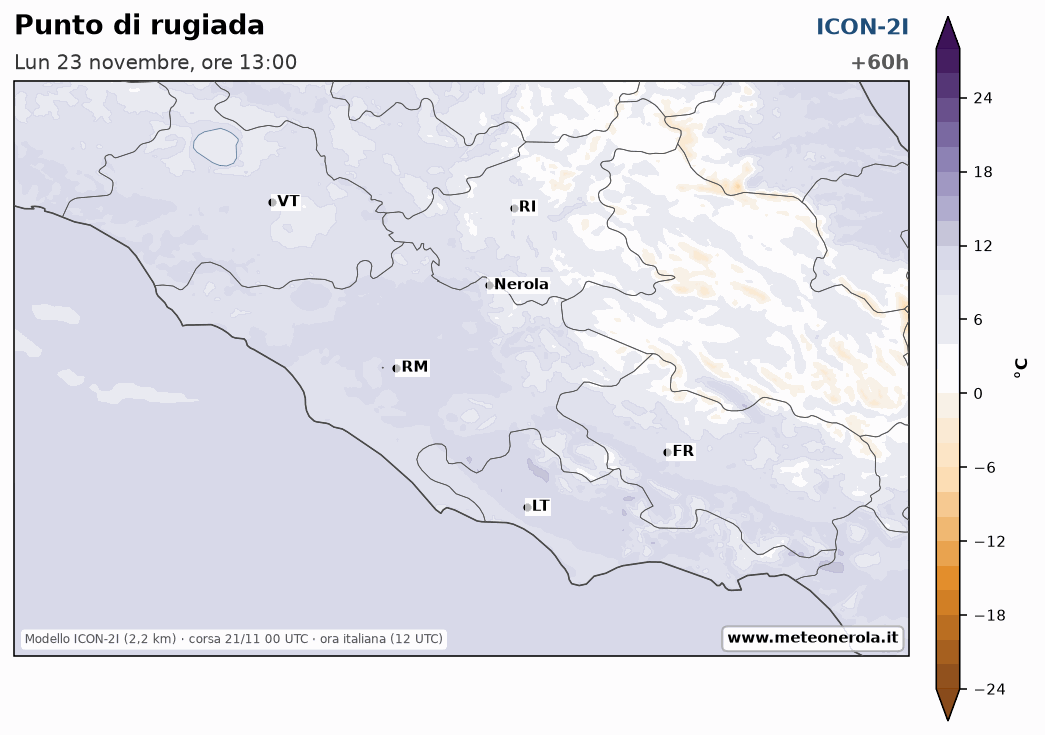 Punto di rugiada
ICON-2I
Lun 23 novembre, ore 13:00
+60h
VT
RI
Nerola
RM
FR
LT
24
18
12
6
0
−6
−12
−18
−24
°C
Modello ICON-2I (2,2 km) · corsa 21/11 00 UTC · ora italiana (12 UTC)
www.meteonerola.it